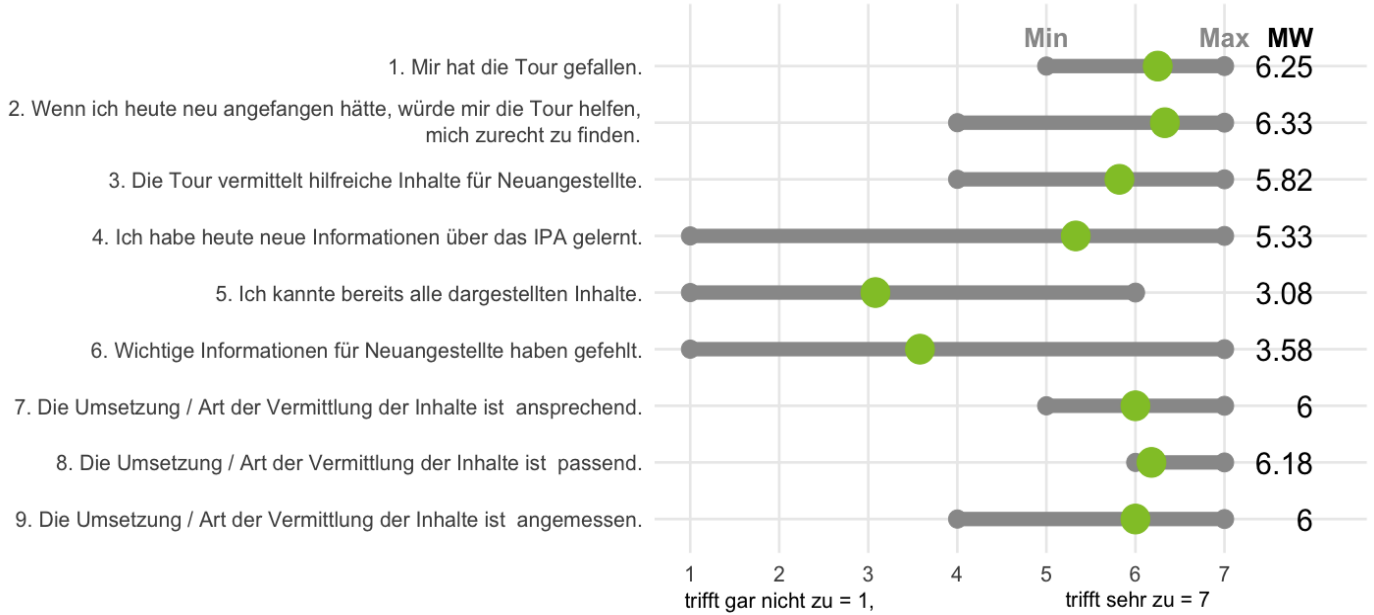 Min Max MW
1. Mir hat die Tour gefallen. 6.25
2. Wenn ich heute neu angefangen hätte, würde mir die Tour helfen,
mich zurecht zu finden. 6.33
3. Die Tour vermittelt hilfreiche Inhalte für Neuangestellte. 5.82
4. Ich habe heute neue Informationen über das IPA gelernt. 5.33
5. Ich kannte bereits alle dargestellten Inhalte. 3.08
6. Wichtige Informationen für Neuangestellte haben gefehlt. 3.58
7. Die Umsetzung / Art der Vermittlung der Inhalte ist ansprechend. 6
8. Die Umsetzung / Art der Vermittlung der Inhalte ist passend. 6.18
9. Die Umsetzung / Art der Vermittlung der Inhalte ist angemessen. 6
1 2 3 4 5 6 7
trifft gar nicht zu = 1, trifft sehr zu = 7